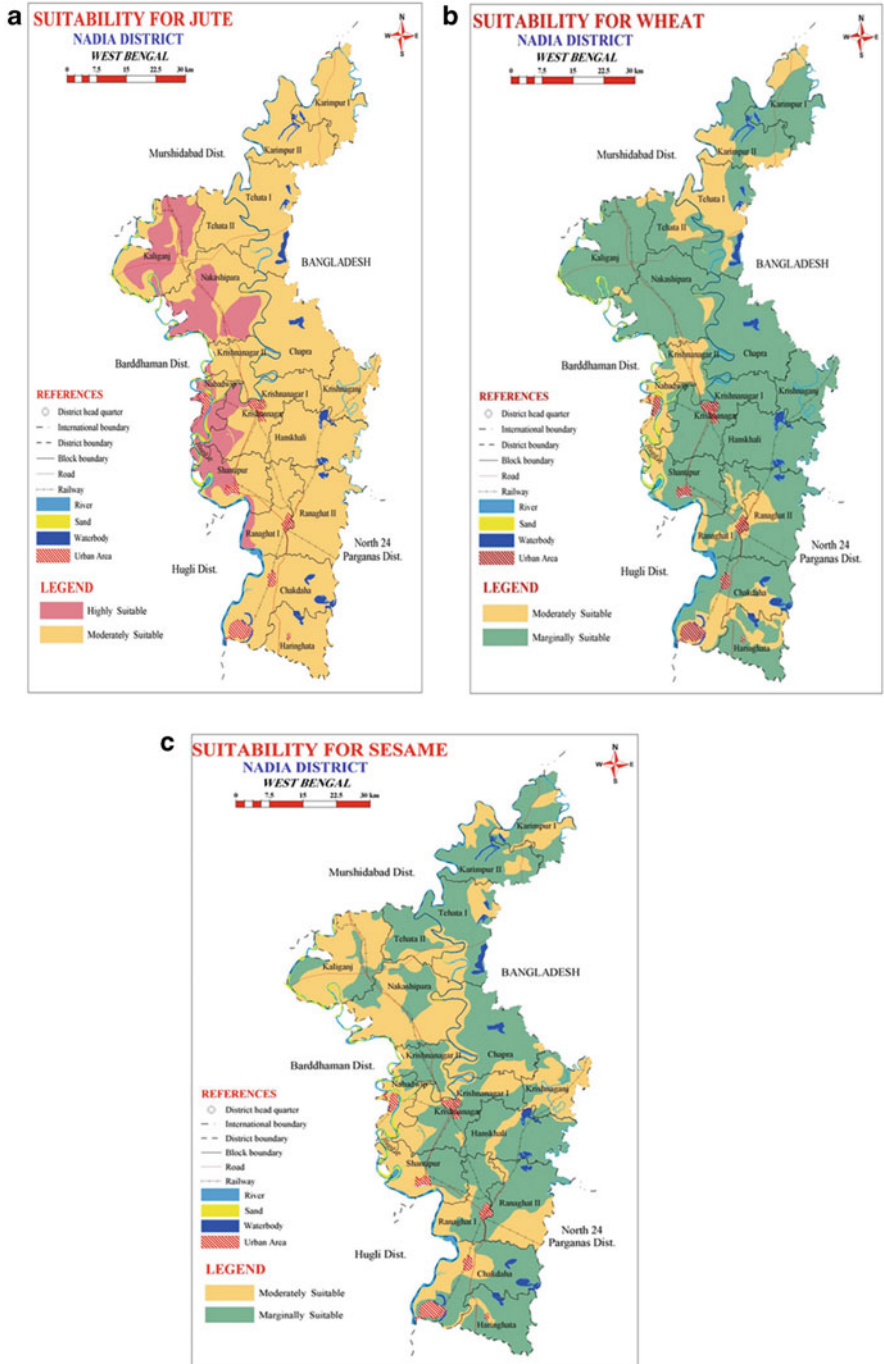 a
SUITABILITY FOR JUTE
NADIA DISTRICT
WEST BENGAL
0 7.5 15 22.5 30 km
N
W E
S
Karimpur I
Karimpur II
Murshidabad Dist.
Tehata I
Tehata II
Kaliganj
BANGLADESH
Nakashipara
Krishnanagar II
Chapra
Barddhaman Dist.
Nabadwip
Krishnanagar I
Krishnaganj
Krishnanagar
Hanskhali
Shantipur
Ranaghat II
Ranaghat I
North 24
Parganas Dist.
Hugli Dist.
Chakdaha
Haringhata
REFERENCES
District head quarter
International boundary
District boundary
Block boundary
Road
Railway
River
Sand
Waterbody
Urban Area
LEGEND
Highly Suitable
Moderately Suitable
b
SUITABILITY FOR WHEAT
NADIA DISTRICT
WEST BENGAL
0 7.5 15 22.5 30 km
N
W E
S
Karimpur I
Karimpur II
Murshidabad Dist.
Tehata I
Tehata II
Kaliganj
BANGLADESH
Nakashipara
Krishnanagar II
Chapra
Barddhaman Dist.
Nabadwip
Krishnanagar I
Krishnaganj
Krishnanagar
Hanskhali
Shantipur
Ranaghat II
Ranaghat I
North 24
Parganas Dist.
Hugli Dist.
Chakdaha
Haringhata
REFERENCES
District head quarter
International boundary
District boundary
Block boundary
Road
Railway
River
Sand
Waterbody
Urban Area
LEGEND
Moderately Suitable
Marginally Suitable
c
SUITABILITY FOR SESAME
NADIA DISTRICT
WEST BENGAL
0 7.5 15 22.5 30 km
N
W E
S
Karimpur I
Karimpur II
Murshidabad Dist.
Tehata I
Tehata II
Kaliganj
BANGLADESH
Nakashipara
Krishnanagar II
Chapra
Barddhaman Dist.
Nabadwip
Krishnanagar I
Krishnaganj
Krishnanagar
Hanskhali
Shantipur
Ranaghat II
Ranaghat I
North 24
Parganas Dist.
Hugli Dist.
Chakdaha
Haringhata
REFERENCES
District head quarter
International boundary
District boundary
Block boundary
Road
Railway
River
Sand
Waterbody
Urban Area
LEGEND
Moderately Suitable
Marginally Suitable